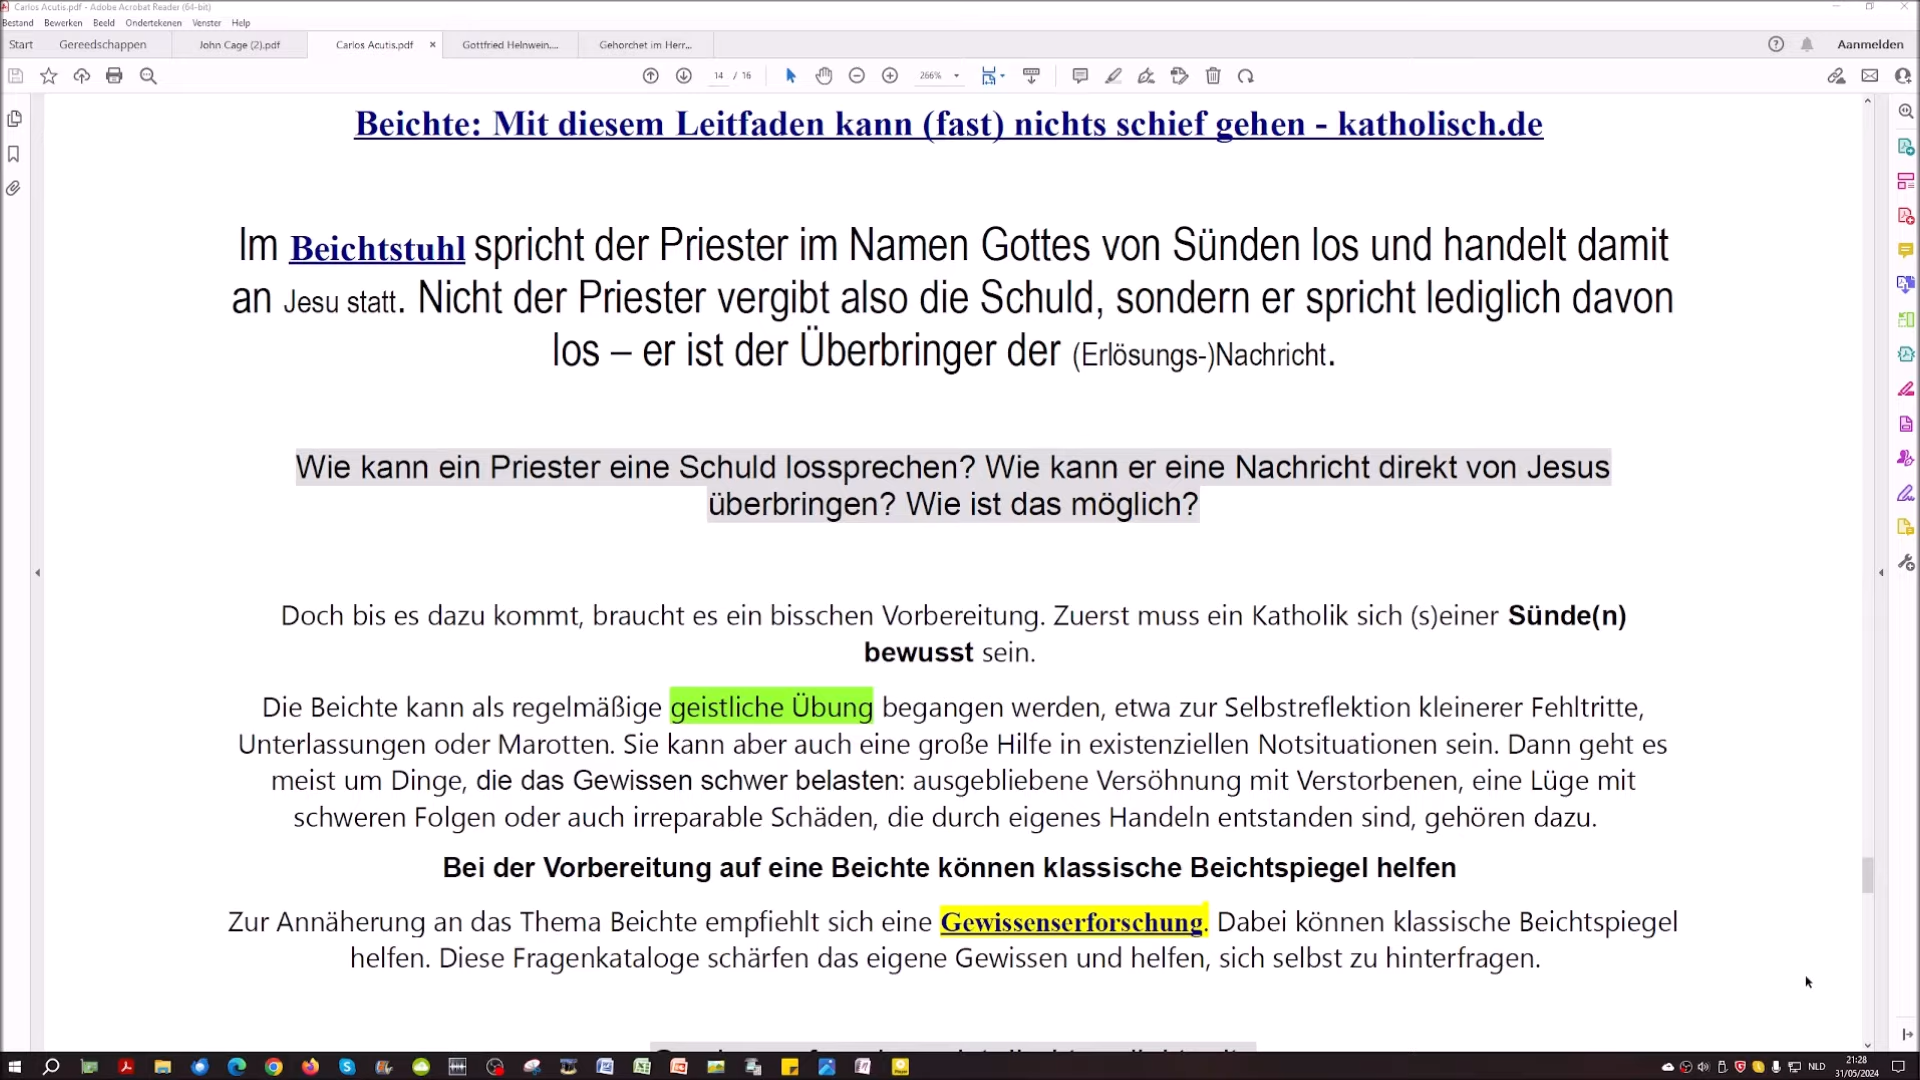 Carlos Acutis.pdf - Adobe Acrobat Reader (64-bit)
Bestand Bewerken Beeld Ondertekenen Venster Help
Start Gereedschappen John Cage (2).pdf Carlos Acutis.pdf × Gottfried Helnwein.... Gehorchet im Herr... Aanmelden
14 / 16 266%
Beichte: Mit diesem Leitfaden kann (fast) nichts schief gehen - katholisch.de
Im Beichtstuhl spricht der Priester im Namen Gottes von Sünden los und handelt damit
an Jesu statt. Nicht der Priester vergibt also die Schuld, sondern er spricht lediglich davon
los – er ist der Überbringer der (Erlösungs-)Nachricht.
Wie kann ein Priester eine Schuld lossprechen? Wie kann er eine Nachricht direkt von Jesus
überbringen? Wie ist das möglich?
Doch bis es dazu kommt, braucht es ein bisschen Vorbereitung. Zuerst muss ein Katholik sich (s)einer Sünde(n)
bewusst sein.
Die Beichte kann als regelmäßige geistliche Übung begangen werden, etwa zur Selbstreflektion kleinerer Fehltritte,
Unterlassungen oder Marotten. Sie kann aber auch eine große Hilfe in existenziellen Notsituationen sein. Dann geht es
meist um Dinge, die das Gewissen schwer belasten: ausgebliebene Versöhnung mit Verstorbenen, eine Lüge mit
schweren Folgen oder auch irreparable Schäden, die durch eigenes Handeln entstanden sind, gehören dazu.
Bei der Vorbereitung auf eine Beichte können klassische Beichtspiegel helfen
Zur Annäherung an das Thema Beichte empfiehlt sich eine Gewissenserforschung. Dabei können klassische Beichtspiegel
helfen. Diese Fragenkataloge schärfen das eigene Gewissen und helfen, sich selbst zu hinterfragen.
NLD
21:28
31/05/2024